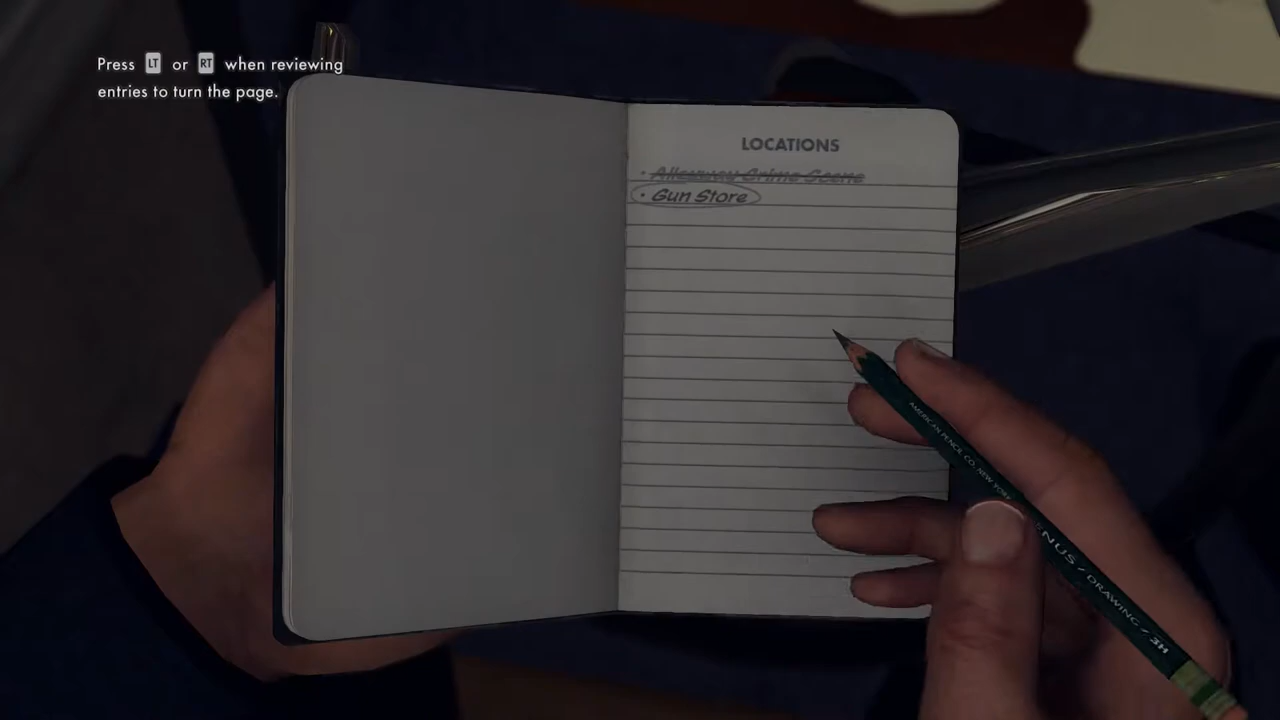 Press LT or RT when reviewing
entries to turn the page.
LOCATIONS
· Alleyway Crime Scene
· Gun Store
AMERICAN PENCIL CO. NEW YORK
VENUS / DRAWING / 3H